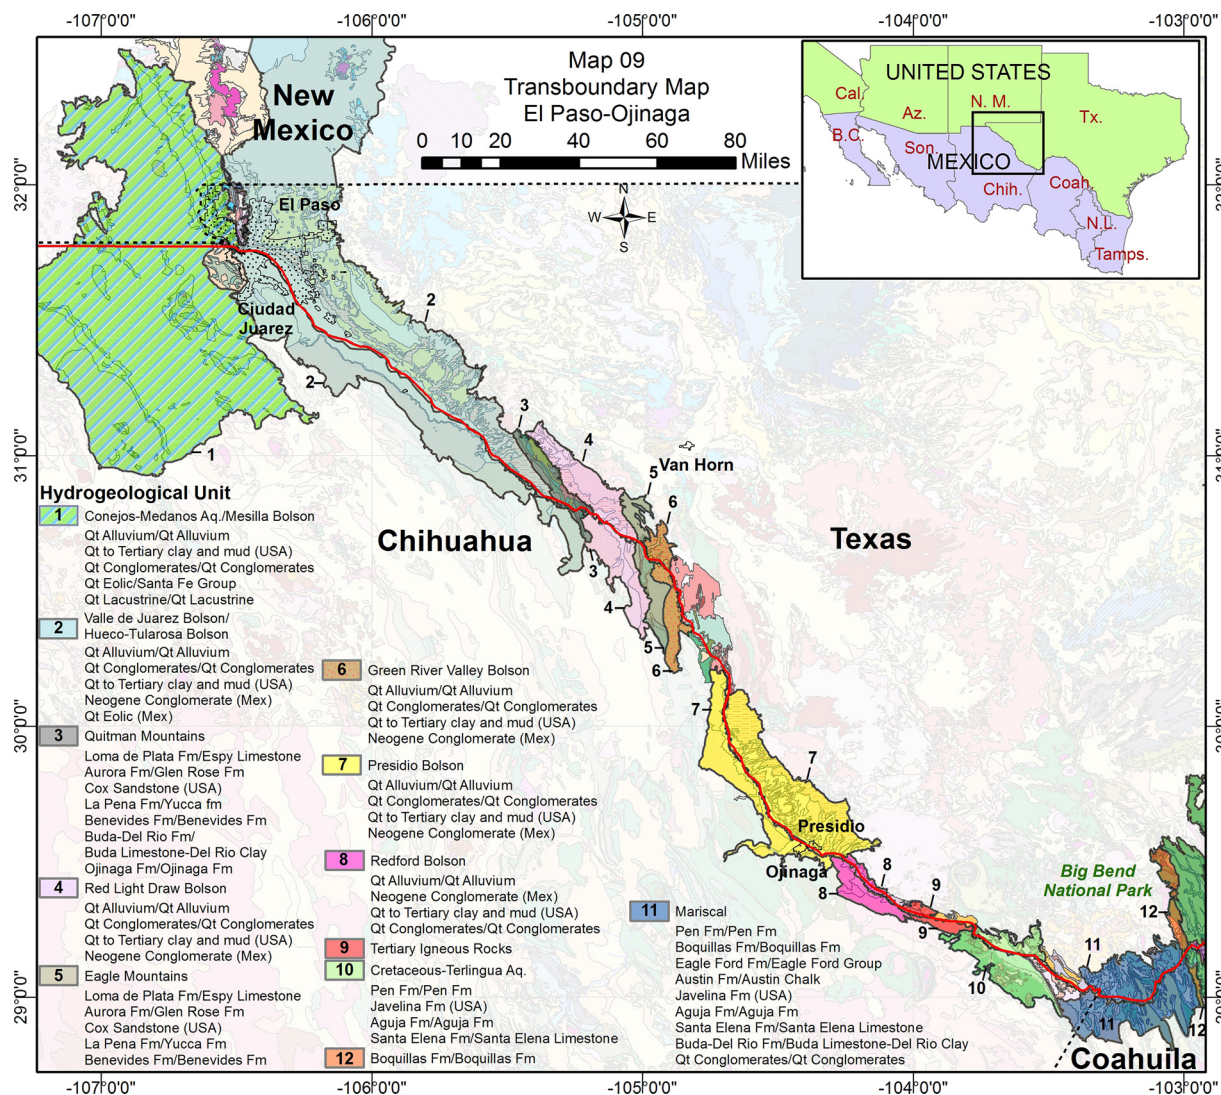 -107°0'0"
-106°0'0"
-105°0'0"
-104°0'0"
-103°0'0"
Map 09
Transboundary Map
El Paso-Ojinaga
0 5 10 20 40 60 80
Miles
N
W E
S
UNITED STATES
Cal.
Az.
N. M.
Tx.
B.C.
Son.
MEXICO
Chih.
Coah.
N.L.
Tamps.
New
Mexico
32°0'0"
El Paso
Ciudad
Juarez
2
2
3
4
1
31°0'0"
5
Van Horn
6
Chihuahua
Texas
3
4
5
6
7
30°0'0"
7
Presidio
Ojinaga
8
8
9
9
Big Bend
National Park
12
11
10
11
12
29°0'0"
Coahuila
Hydrogeological Unit
1 Conejos-Medanos Aq./Mesilla Bolson
Qt Alluvium/Qt Alluvium
Qt to Tertiary clay and mud (USA)
Qt Conglomerates/Qt Conglomerates
Qt Eolic/Santa Fe Group
Qt Lacustrine/Qt Lacustrine
2 Valle de Juarez Bolson/
Hueco-Tularosa Bolson
Qt Alluvium/Qt Alluvium
Qt Conglomerates/Qt Conglomerates
Qt to Tertiary clay and mud (USA)
Neogene Conglomerate (Mex)
Qt Eolic (Mex)
3 Quitman Mountains
Loma de Plata Fm/Espy Limestone
Aurora Fm/Glen Rose Fm
Cox Sandstone (USA)
La Pena Fm/Yucca fm
Benevides Fm/Benevides Fm
Buda-Del Rio Fm/
Buda Limestone-Del Rio Clay
Ojinaga Fm/Ojinaga Fm
4 Red Light Draw Bolson
Qt Alluvium/Qt Alluvium
Qt Conglomerates/Qt Conglomerates
Qt to Tertiary clay and mud (USA)
Neogene Conglomerate (Mex)
5 Eagle Mountains
Loma de Plata Fm/Espy Limestone
Aurora Fm/Glen Rose Fm
Cox Sandstone (USA)
La Pena Fm/Yucca Fm
Benevides Fm/Benevides Fm
6 Green River Valley Bolson
Qt Alluvium/Qt Alluvium
Qt Conglomerates/Qt Conglomerates
Qt to Tertiary clay and mud (USA)
Neogene Conglomerate (Mex)
7 Presidio Bolson
Qt Alluvium/Qt Alluvium
Qt Conglomerates/Qt Conglomerates
Qt to Tertiary clay and mud (USA)
Neogene Conglomerate (Mex)
8 Redford Bolson
Qt Alluvium/Qt Alluvium
Neogene Conglomerate (Mex)
Qt to Tertiary clay and mud (USA)
Qt Conglomerates/Qt Conglomerates
9 Tertiary Igneous Rocks
10 Cretaceous-Terlingua Aq.
Pen Fm/Pen Fm
Javelina Fm (USA)
Aguja Fm/Aguja Fm
Santa Elena Fm/Santa Elena Limestone
12 Boquillas Fm/Boquillas Fm
11 Mariscal
Pen Fm/Pen Fm
Boquillas Fm/Boquillas Fm
Eagle Ford Fm/Eagle Ford Group
Austin Fm/Austin Chalk
Javelina Fm (USA)
Aguja Fm/Aguja Fm
Santa Elena Fm/Santa Elena Limestone
Buda-Del Rio Fm/Buda Limestone-Del Rio Clay
Qt Conglomerates/Qt Conglomerates
-107°0'0"
-106°0'0"
-105°0'0"
-104°0'0"
-103°0'0"